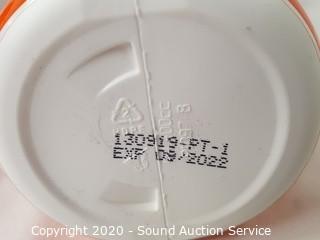 130919-PT-1
EXP 09/2022
Copyright 2020 - Sound Auction Service